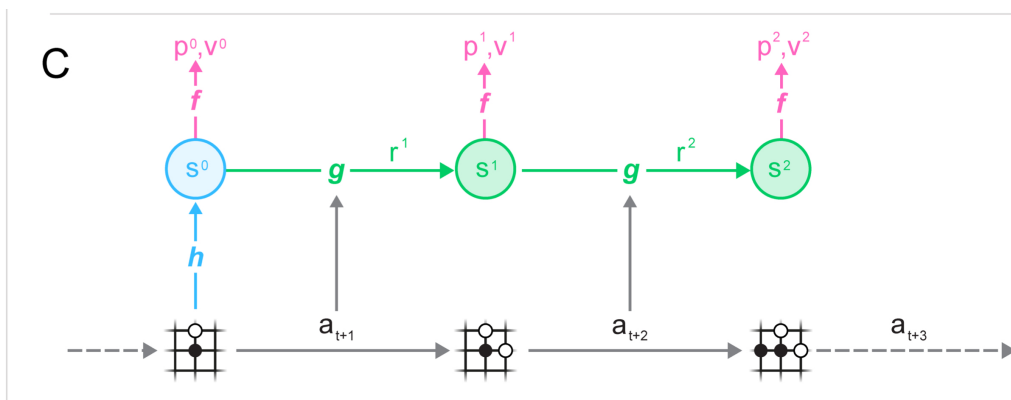 C
p⁰,v⁰ p¹,v¹ p²,v²
f f f
s⁰ g r¹ s¹ g r² s²
h
aₜ₊₁ aₜ₊₂ aₜ₊₃